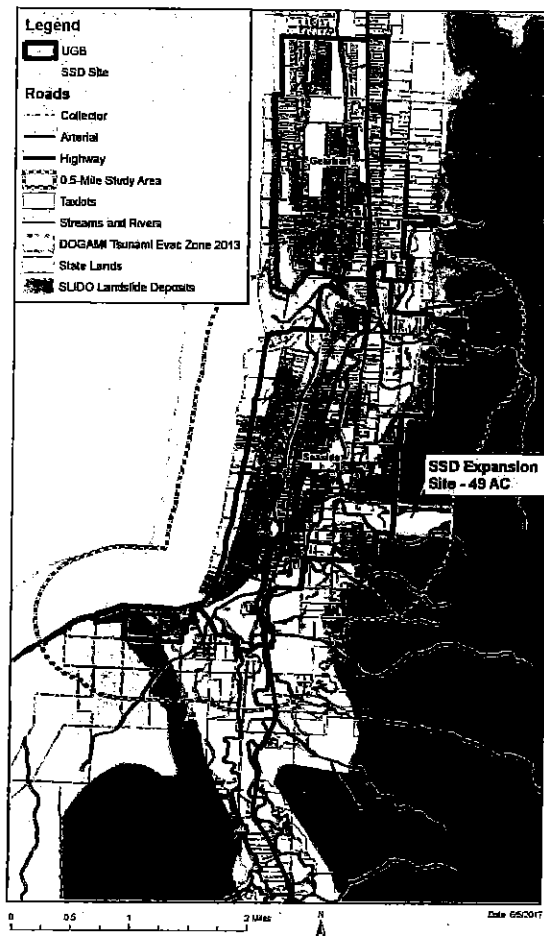 Legend
UGB
SSD Site
Roads
Collector
Arterial
Highway
0.5-Mile Study Area
Taxlots
Streams and Rivers
DOGAMI Tsunami Evac Zone 2013
State Lands
SLIDO Landslide Deposits
Gearhart
Seaside
SSD Expansion
Site - 49 AC
0 0.5 1 2 Miles
N
Date: 6/5/2017